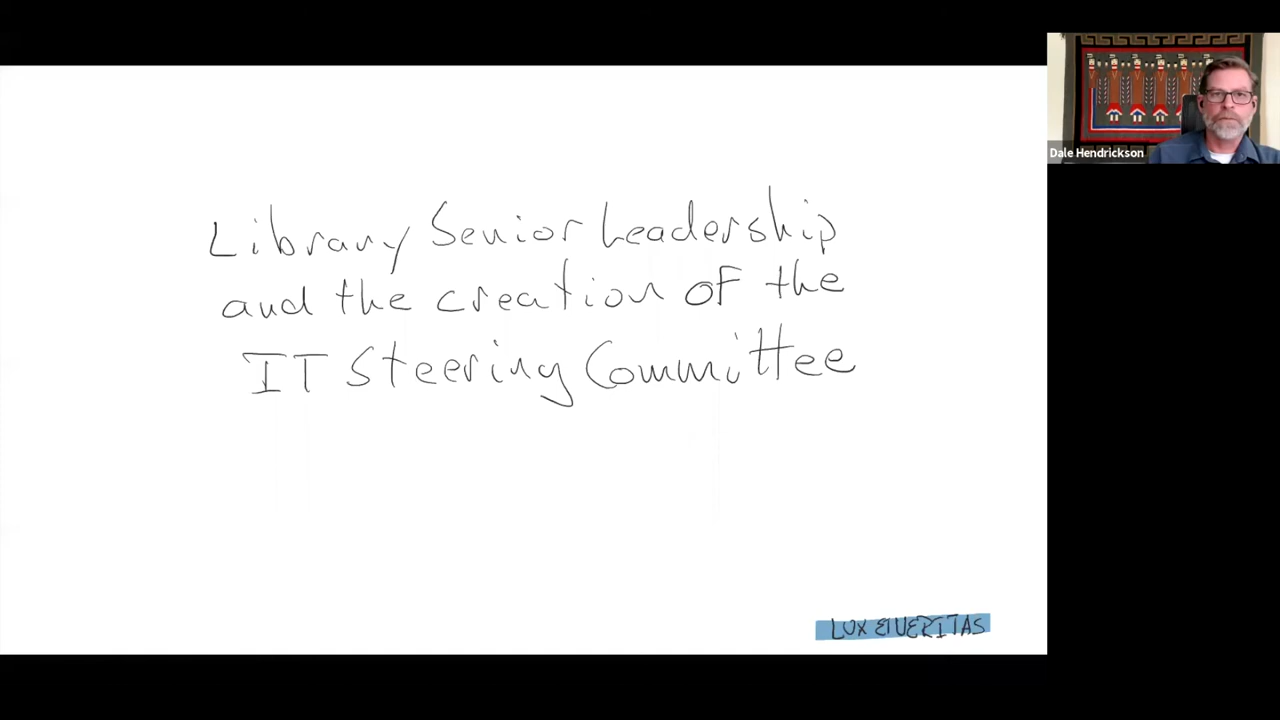 Library Senior Leadership
and the creation of the
IT Steering Committee
LUX ET VERITAS
Dale Hendrickson